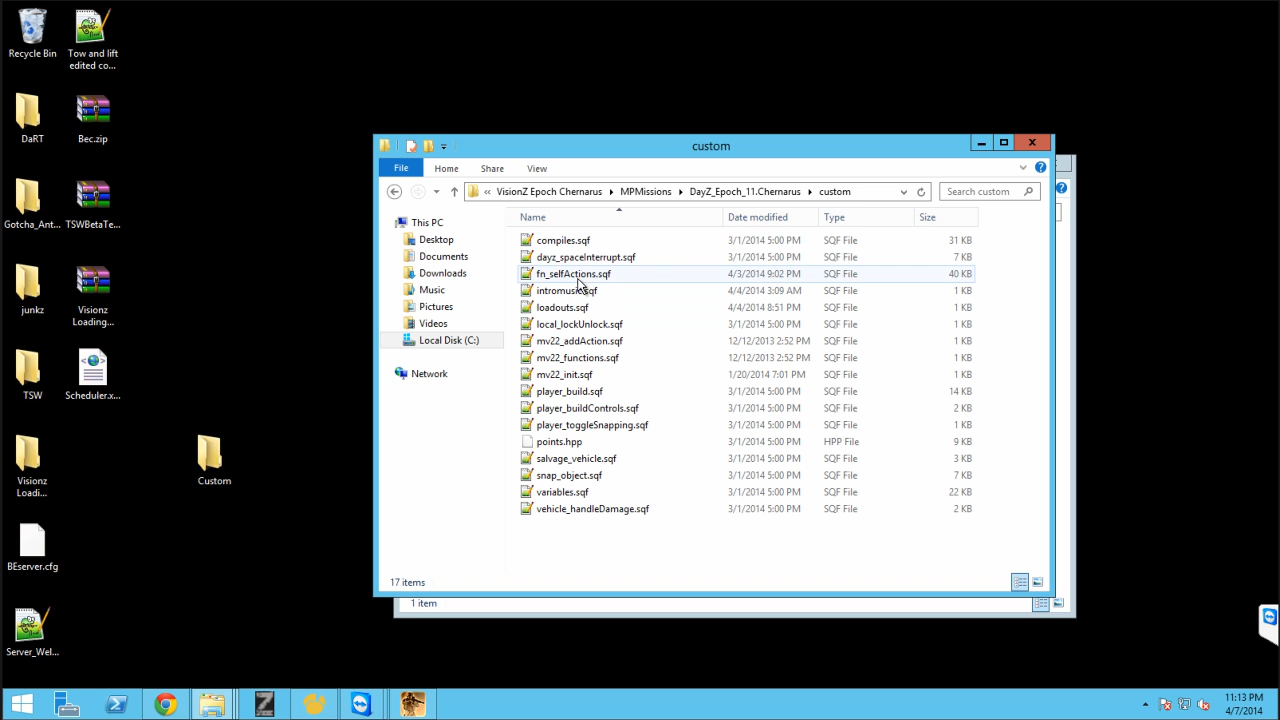 Recycle Bin
Tow and lift
edited co...
DaRT
Bec.zip
Gotcha_Ant...
TSWBetaTe...
junkz
Visionz
Loading...
TSW
Scheduler.x...
Visionz
Loadi...
Custom
BEserver.cfg
Server_Wel...
custom
File
Home
Share
View
« VisionZ Epoch Chernarus
MPMissions
DayZ_Epoch_11.Chernarus
custom
Search custom
This PC
Desktop
Documents
Downloads
Music
Pictures
Videos
Local Disk (C:)
Network
Name Date modified Type Size
compiles.sqf 3/1/2014 5:00 PM SQF File 31 KB
dayz_spaceInterrupt.sqf 3/1/2014 5:00 PM SQF File 7 KB
fn_selfActions.sqf 4/3/2014 9:02 PM SQF File 40 KB
intromusic.sqf 4/4/2014 3:09 AM SQF File 1 KB
loadouts.sqf 4/4/2014 8:51 PM SQF File 1 KB
local_lockUnlock.sqf 3/1/2014 5:00 PM SQF File 1 KB
mv22_addAction.sqf 12/12/2013 2:52 PM SQF File 1 KB
mv22_functions.sqf 12/12/2013 2:52 PM SQF File 1 KB
mv22_init.sqf 1/20/2014 7:01 PM SQF File 1 KB
player_build.sqf 3/1/2014 5:00 PM SQF File 14 KB
player_buildControls.sqf 3/1/2014 5:00 PM SQF File 2 KB
player_toggleSnapping.sqf 3/1/2014 5:00 PM SQF File 1 KB
points.hpp 3/1/2014 5:00 PM HPP File 9 KB
salvage_vehicle.sqf 3/1/2014 5:00 PM SQF File 3 KB
snap_object.sqf 3/1/2014 5:00 PM SQF File 7 KB
variables.sqf 3/1/2014 5:00 PM SQF File 22 KB
vehicle_handleDamage.sqf 3/1/2014 5:00 PM SQF File 2 KB
17 items
1 item
11:13 PM
4/7/2014